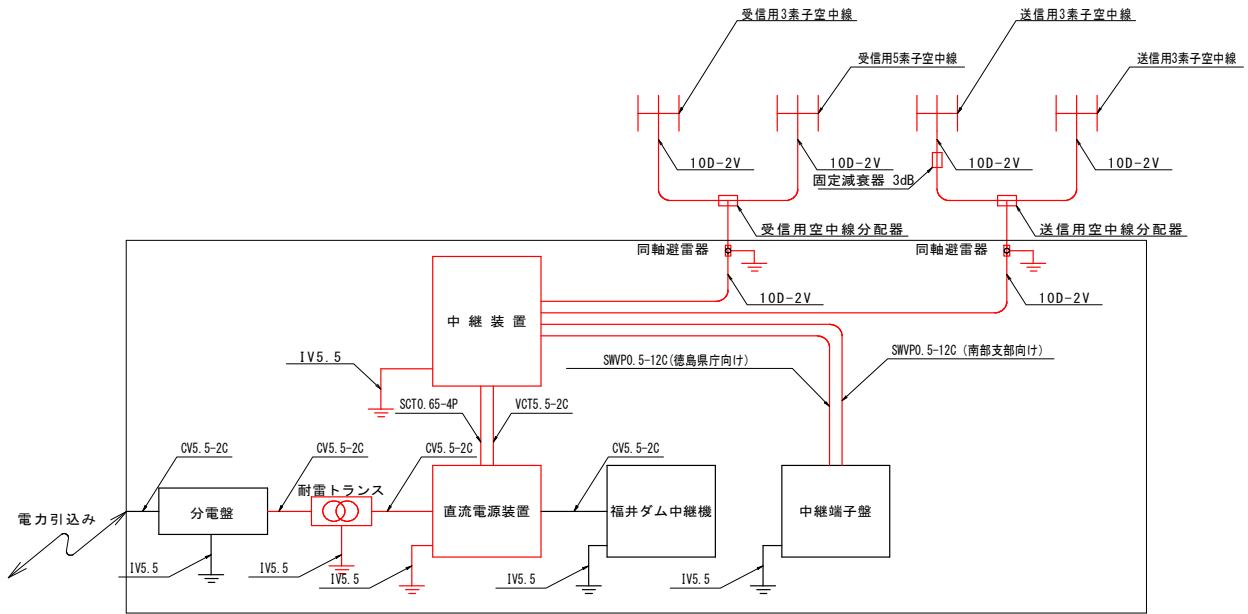 受信用3素子空中線
送信用3素子空中線
受信用5素子空中線
送信用3素子空中線
10D-2V
10D-2V
10D-2V
10D-2V
固定減衰器 3dB
受信用空中線分配器
送信用空中線分配器
同軸避雷器
同軸避雷器
10D-2V
10D-2V
中継装置
IV5.5
SWVP0.5-12C(徳島県庁向け)
SWVP0.5-12C (南部支部向け)
SCT0.65-4P
VCT5.5-2C
CV5.5-2C
CV5.5-2C
CV5.5-2C
CV5.5-2C
耐雷トランス
電力引込み
分電盤
直流電源装置
福井ダム中継機
中継端子盤
IV5.5
IV5.5
IV5.5
IV5.5
IV5.5